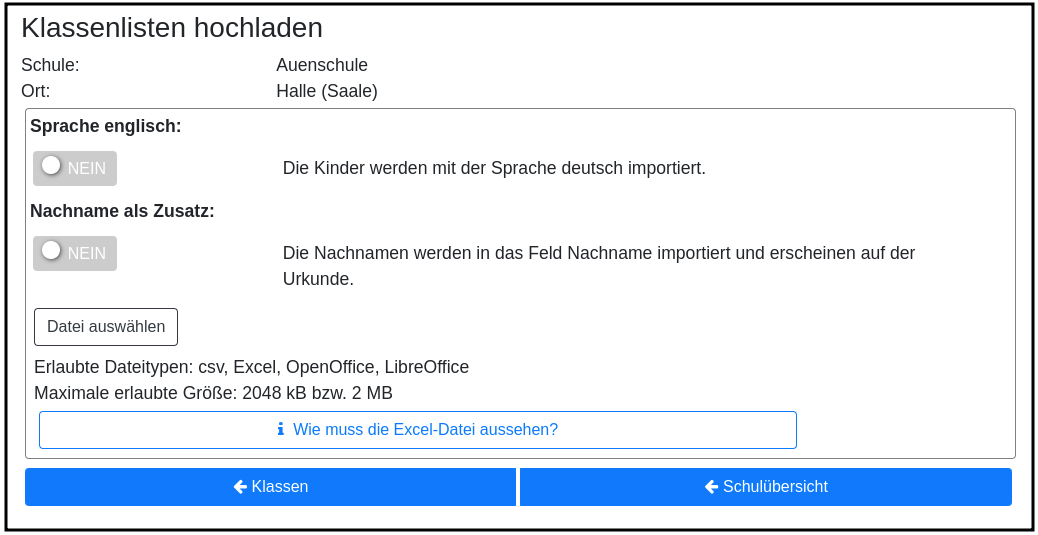 Klassenlisten hochladen
Schule: Auenschule
Ort: Halle (Saale)
Sprache englisch:
NEIN Die Kinder werden mit der Sprache deutsch importiert.
Nachname als Zusatz:
NEIN Die Nachnamen werden in das Feld Nachname importiert und erscheinen auf der
Urkunde.
Datei auswählen
Erlaubte Dateitypen: csv, Excel, OpenOffice, LibreOffice
Maximale erlaubte Größe: 2048 kB bzw. 2 MB
Wie muss die Excel-Datei aussehen?
Klassen Schulübersicht